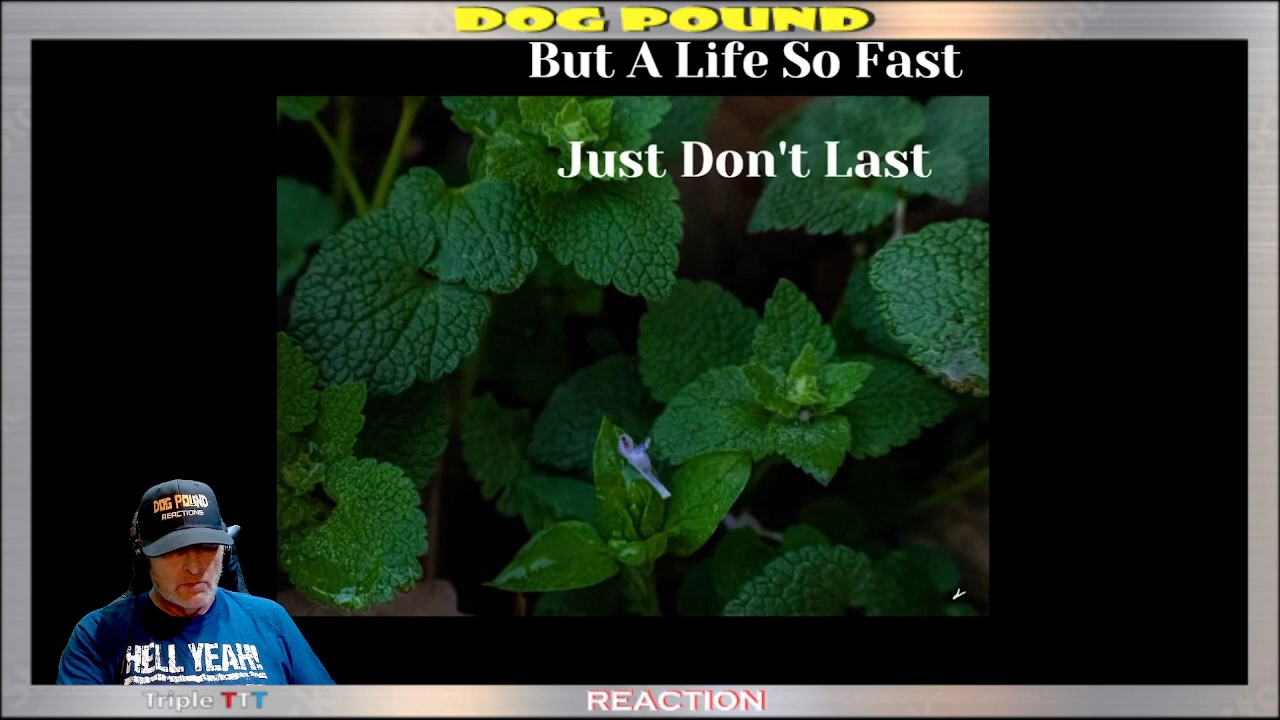 DOG POUND
But A Life So Fast
Just Don't Last
DOG POUND
REACTIONS
HELL YEAH!
Triple TTT
REACTION